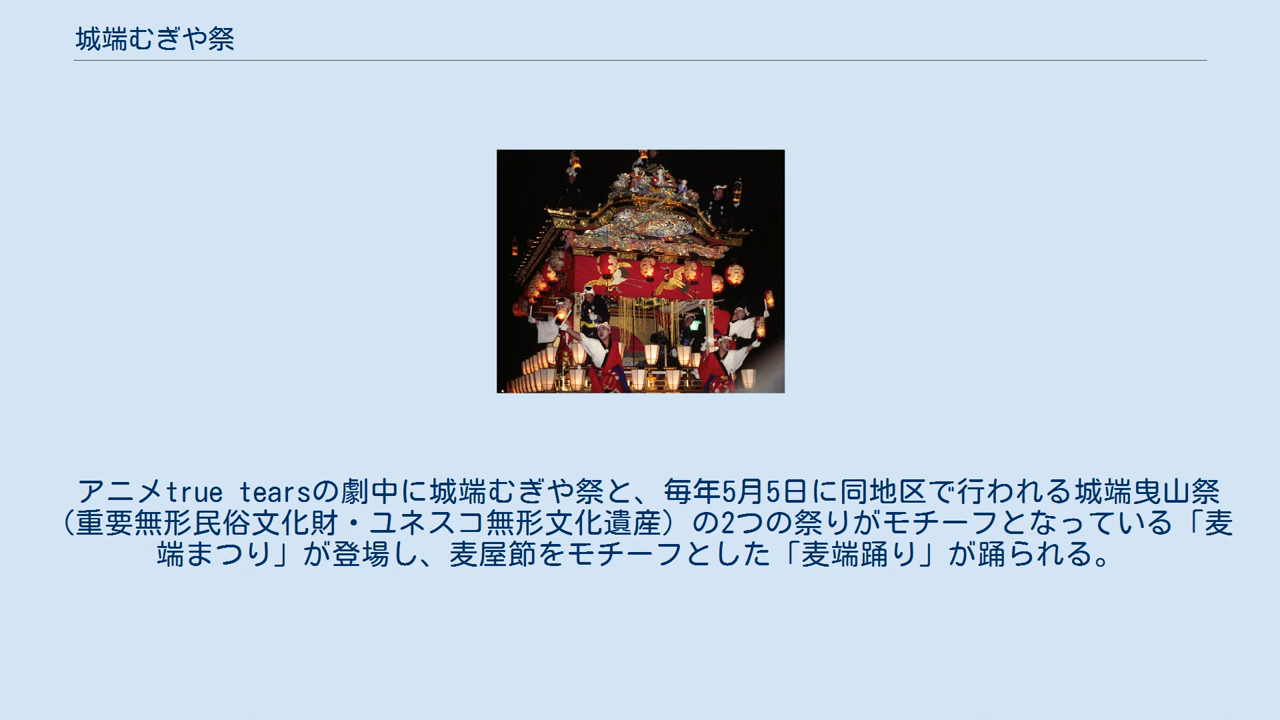 城端むぎや祭
アニメtrue tearsの劇中に城端むぎや祭と、毎年5月5日に同地区で行われる城端曳山祭
（重要無形民俗文化財・ユネスコ無形文化遺産）の2つの祭りがモチーフとなっている「麦
端まつり」が登場し、麦屋節をモチーフとした「麦端踊り」が踊られる。